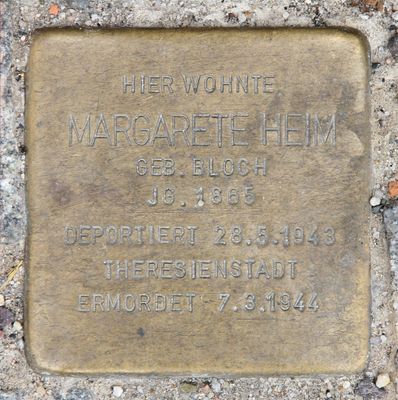 HIER WOHNTE
MARGARETE HEIM
GEB. BLOCH
JG. 1865
DEPORTIERT 28.5.1943
THERESIENSTADT
ERMORDET 7.3.1944